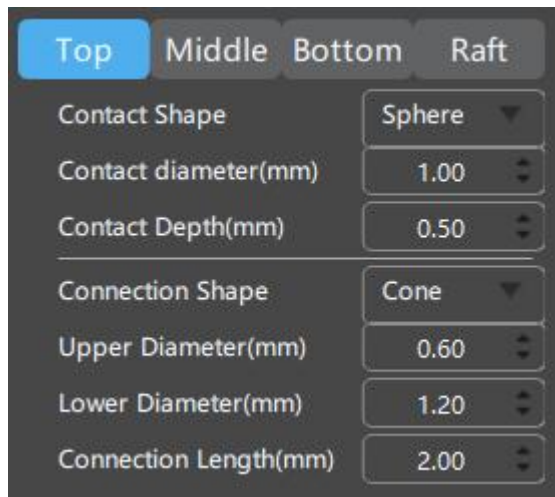 Top Middle Bottom Raft
Contact Shape Sphere
Contact diameter(mm) 1.00
Contact Depth(mm) 0.50
Connection Shape Cone
Upper Diameter(mm) 0.60
Lower Diameter(mm) 1.20
Connection Length(mm) 2.00